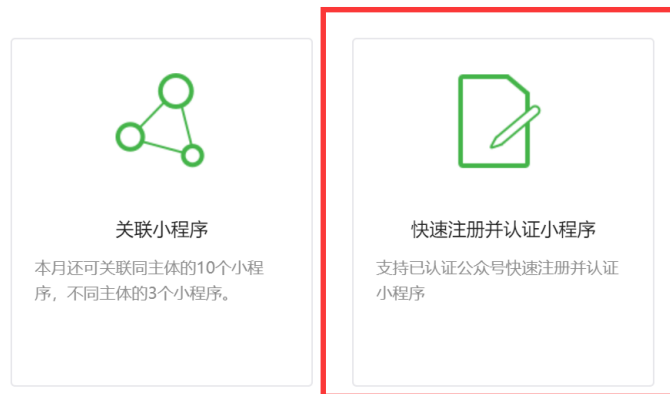 关联小程序
本月还可关联同主体的10个小程
序，不同主体的3个小程序。
快速注册并认证小程序
支持已认证公众号快速注册并认证
小程序